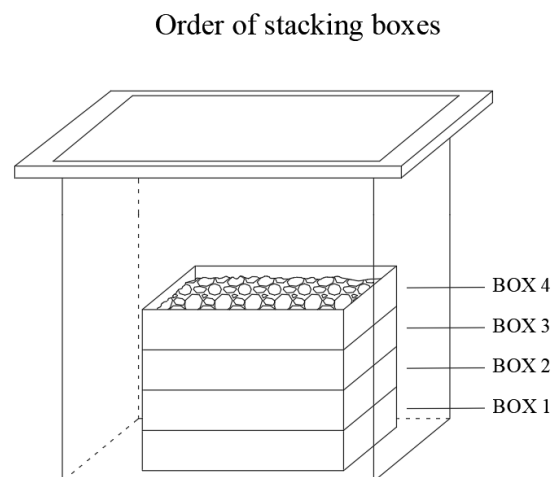 Order of stacking boxes
BOX 4
BOX 3
BOX 2
BOX 1